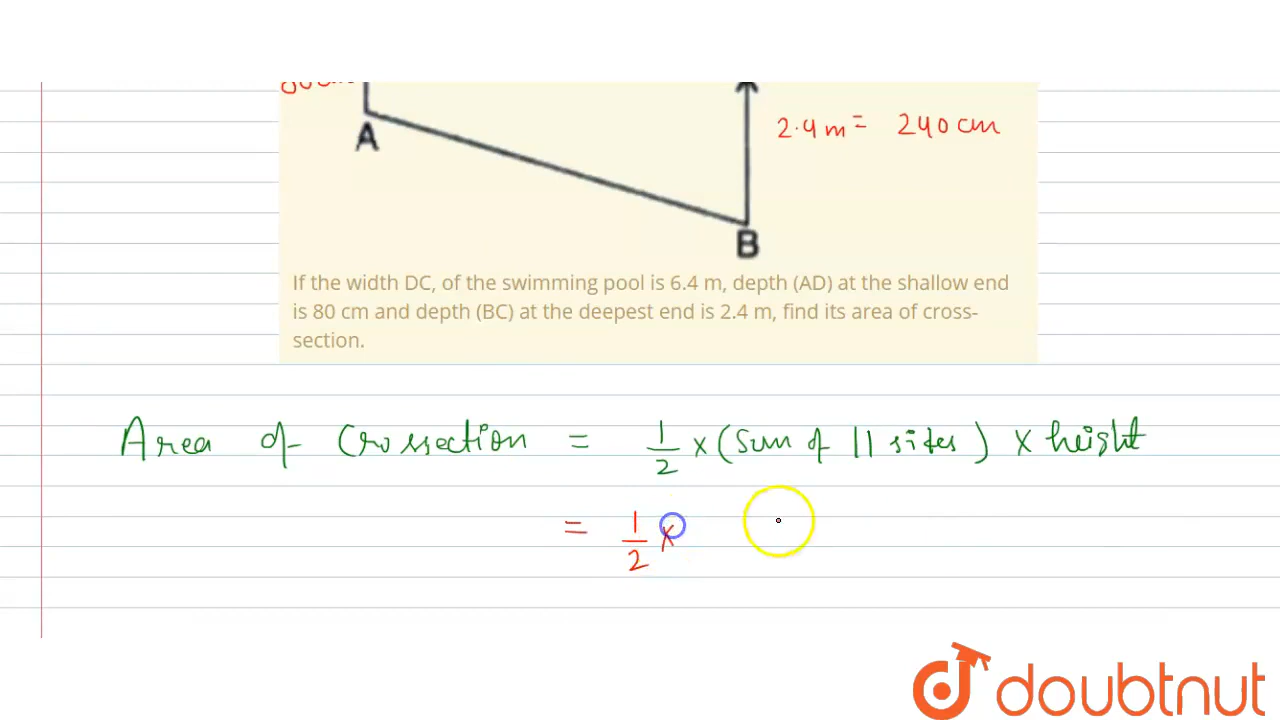 A
2.4 m = 240 cm
B
If the width DC, of the swimming pool is 6.4 m, depth (AD) at the shallow end
is 80 cm and depth (BC) at the deepest end is 2.4 m, find its area of cross-
section.
Area of Crossection = 1/2 × (Sum of || sides) × height
= 1/2 ×
doubtnut